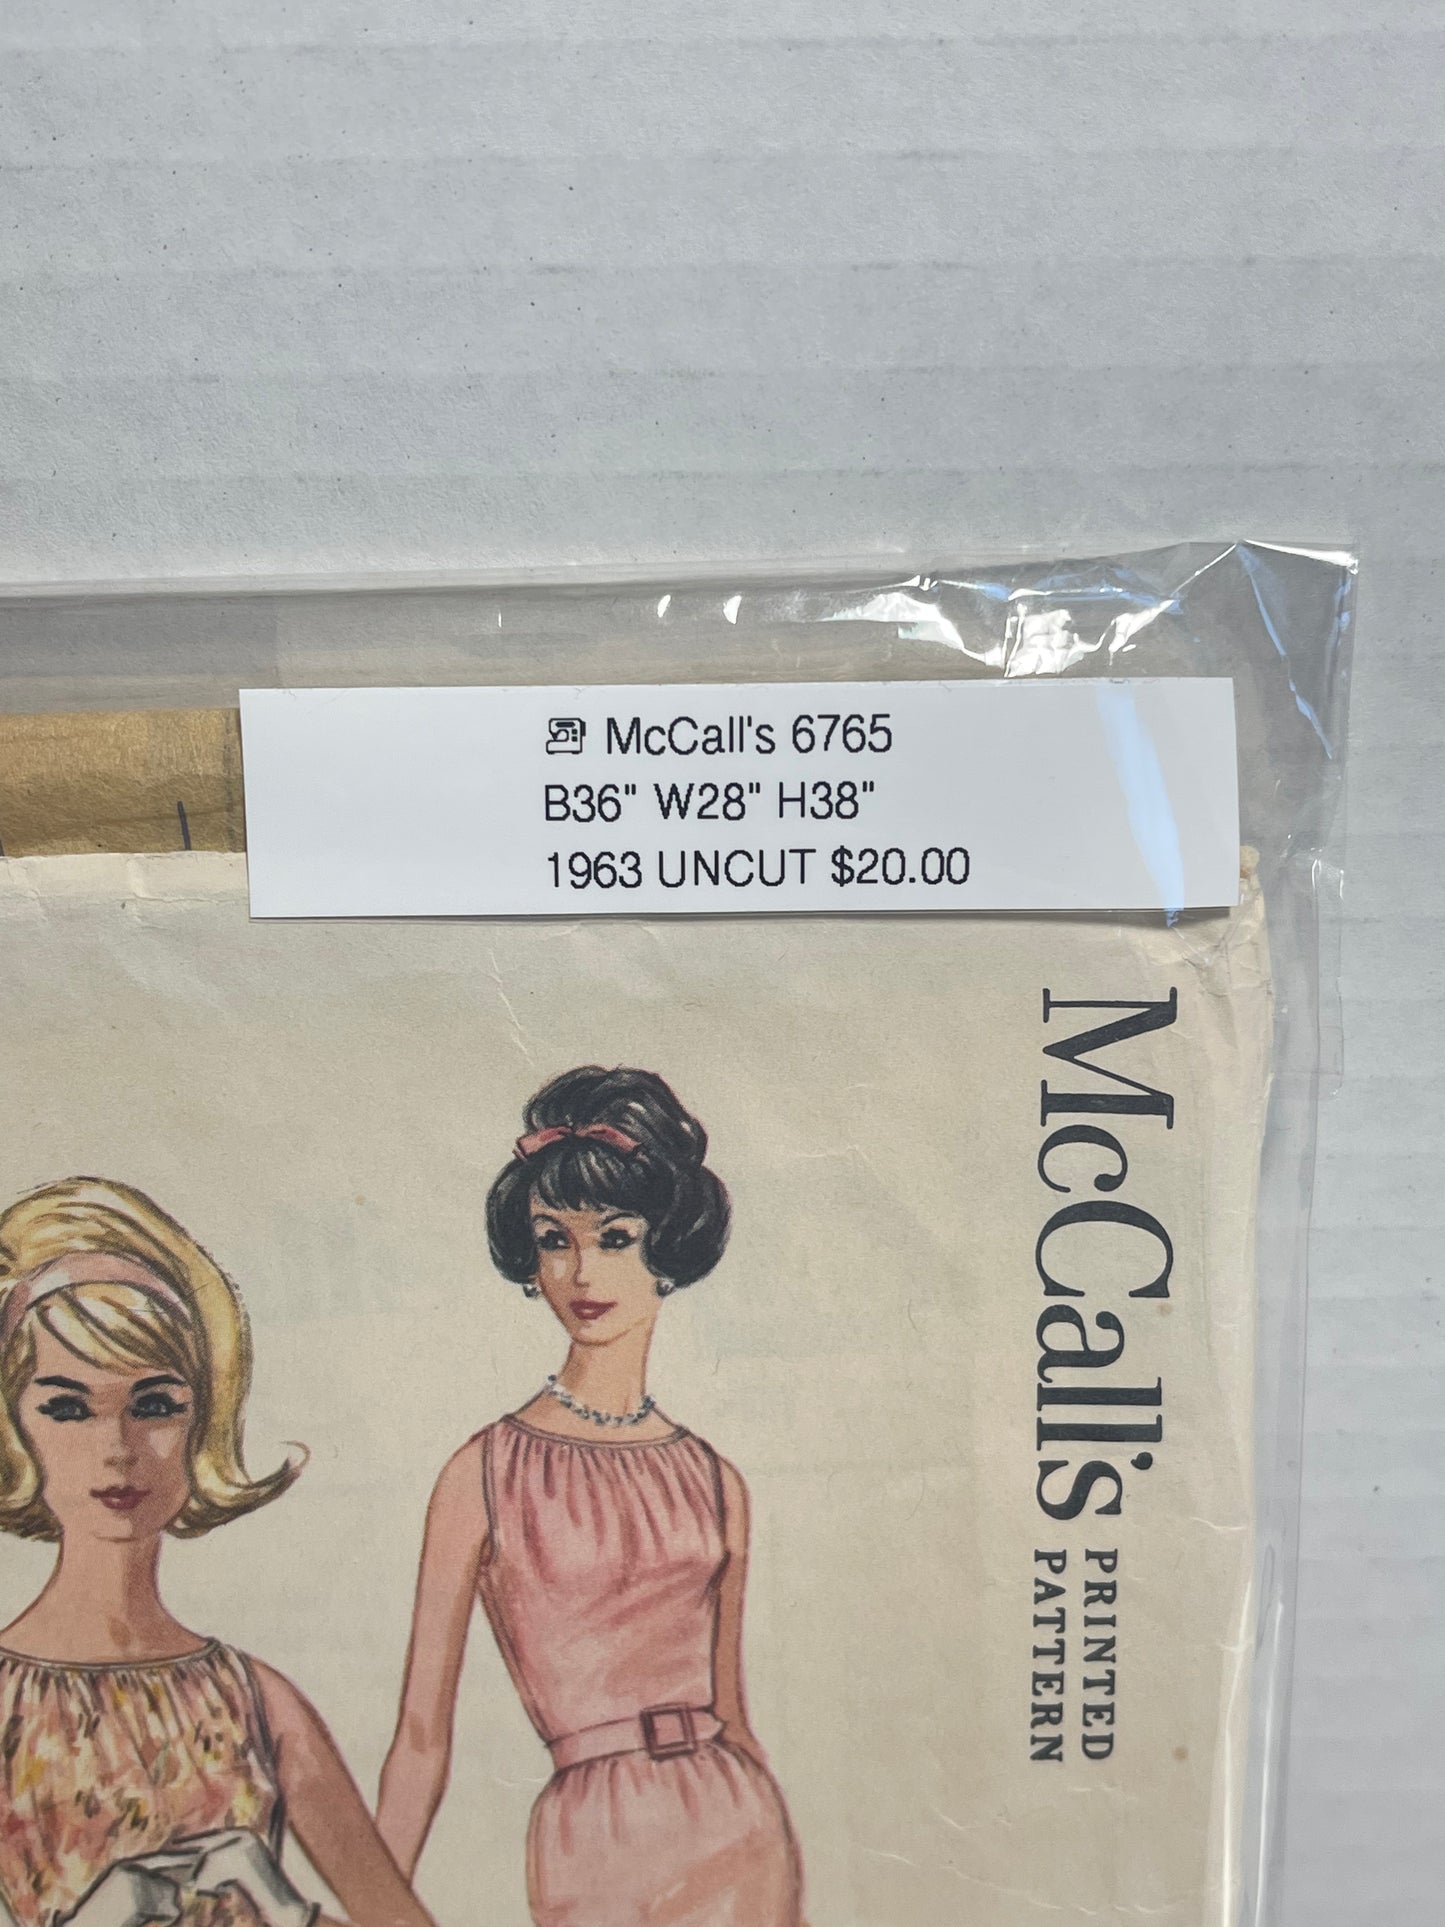 McCall's 6765
B36" W28" H38"
1963 UNCUT $20.00
McCall's
PRINTED
PATTERN